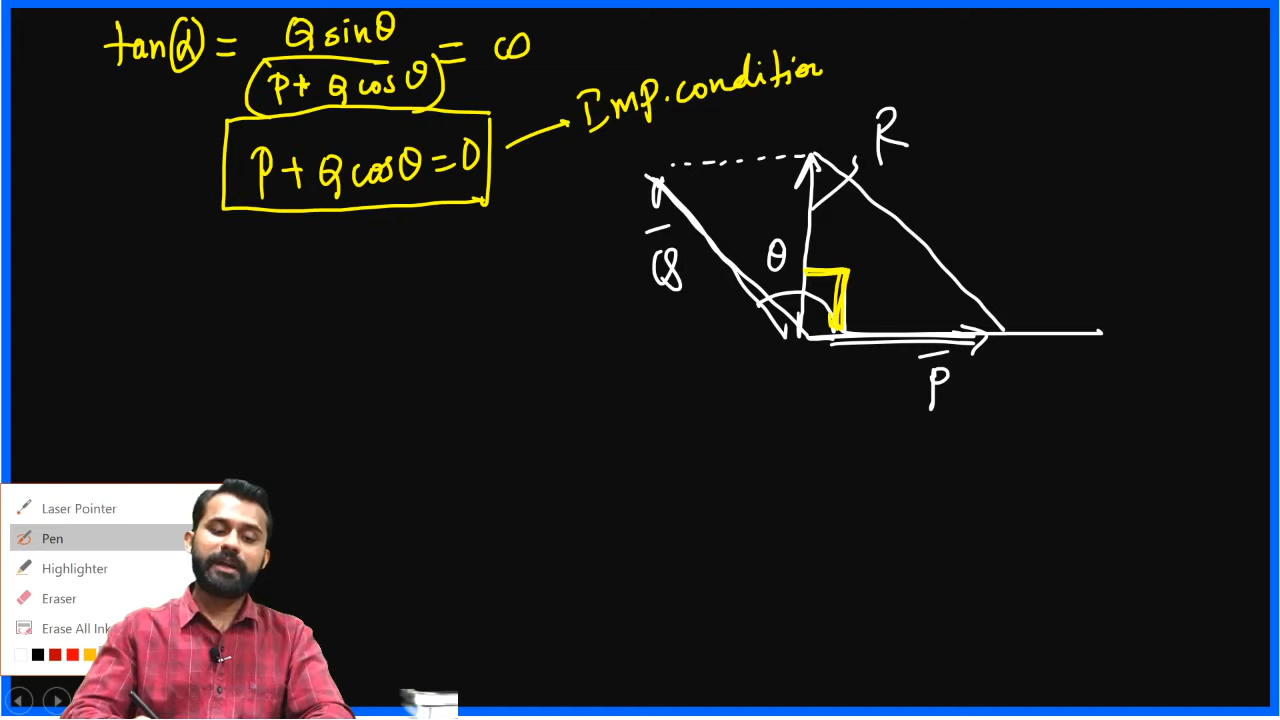 tan(α) = Q sinθ / (P + Q cosθ) = ∞
P + Q cosθ = 0 → Imp. condition
R
θ
Q̅
P̅
Laser Pointer
Pen
Highlighter
Eraser
Erase All Ink